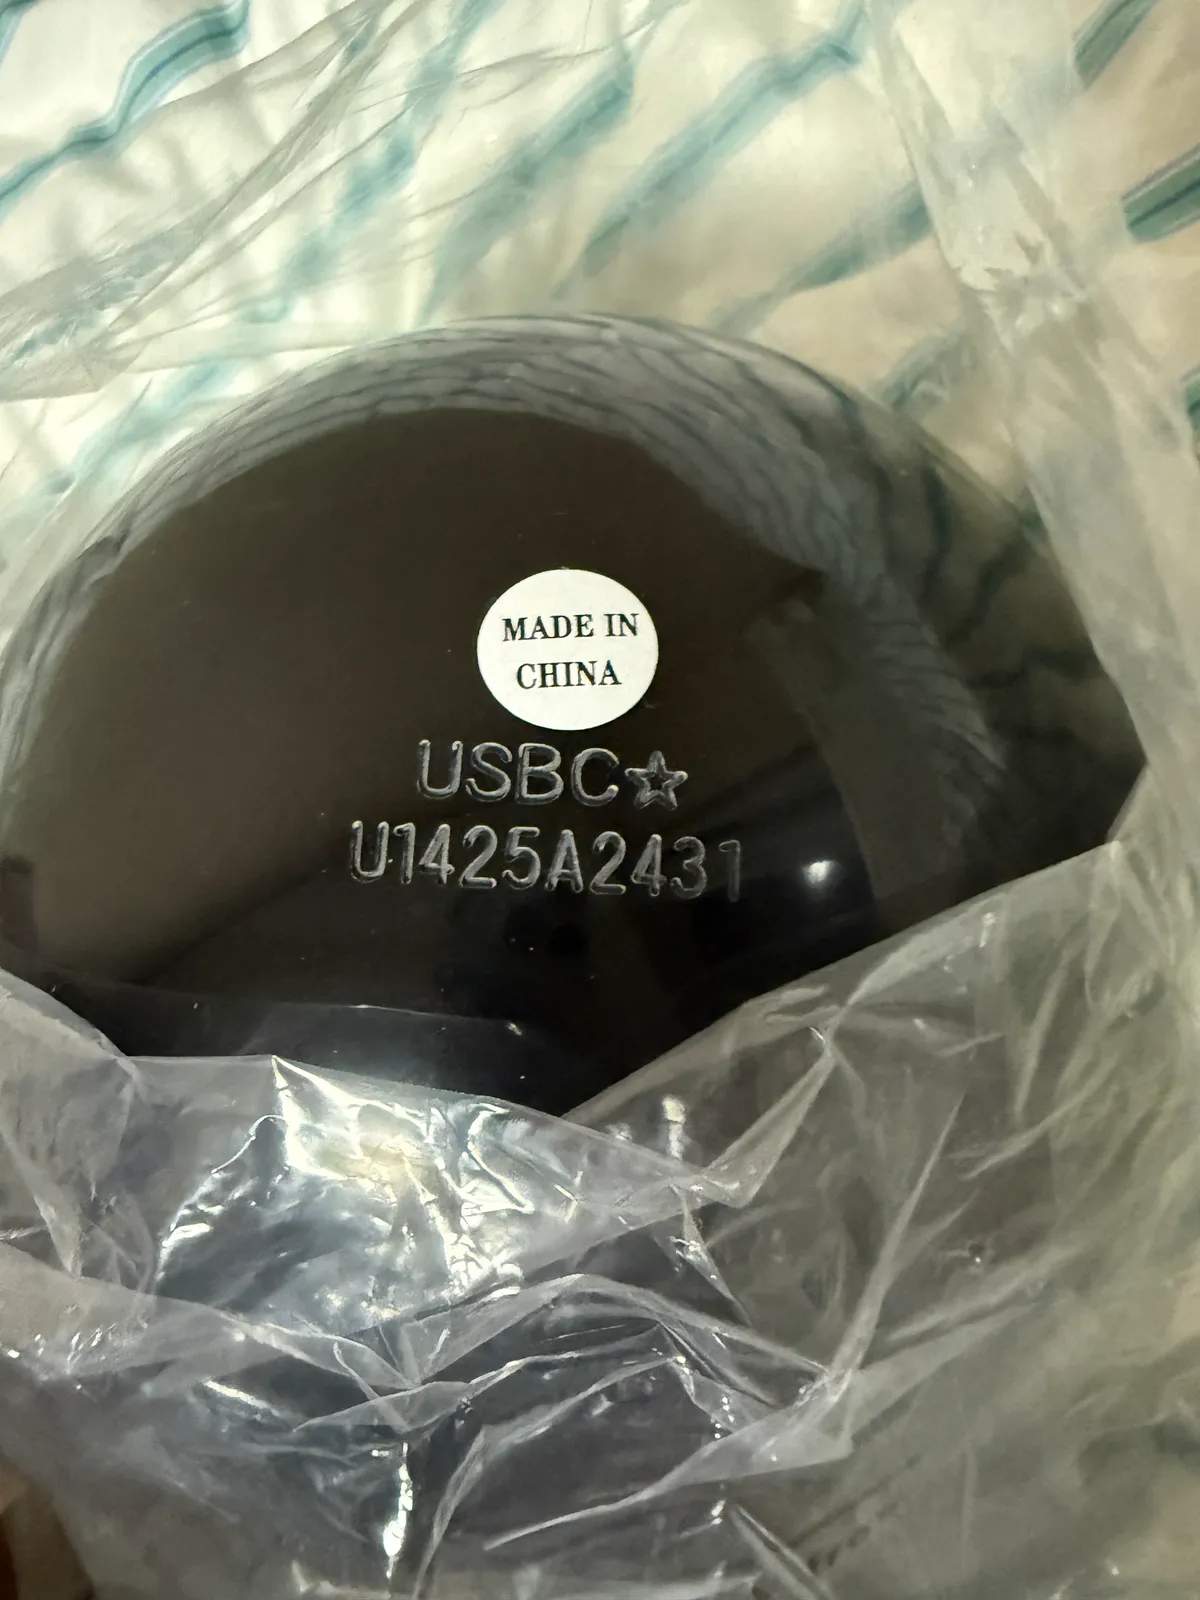 MADE IN
CHINA
USBC☆
U1425A2431